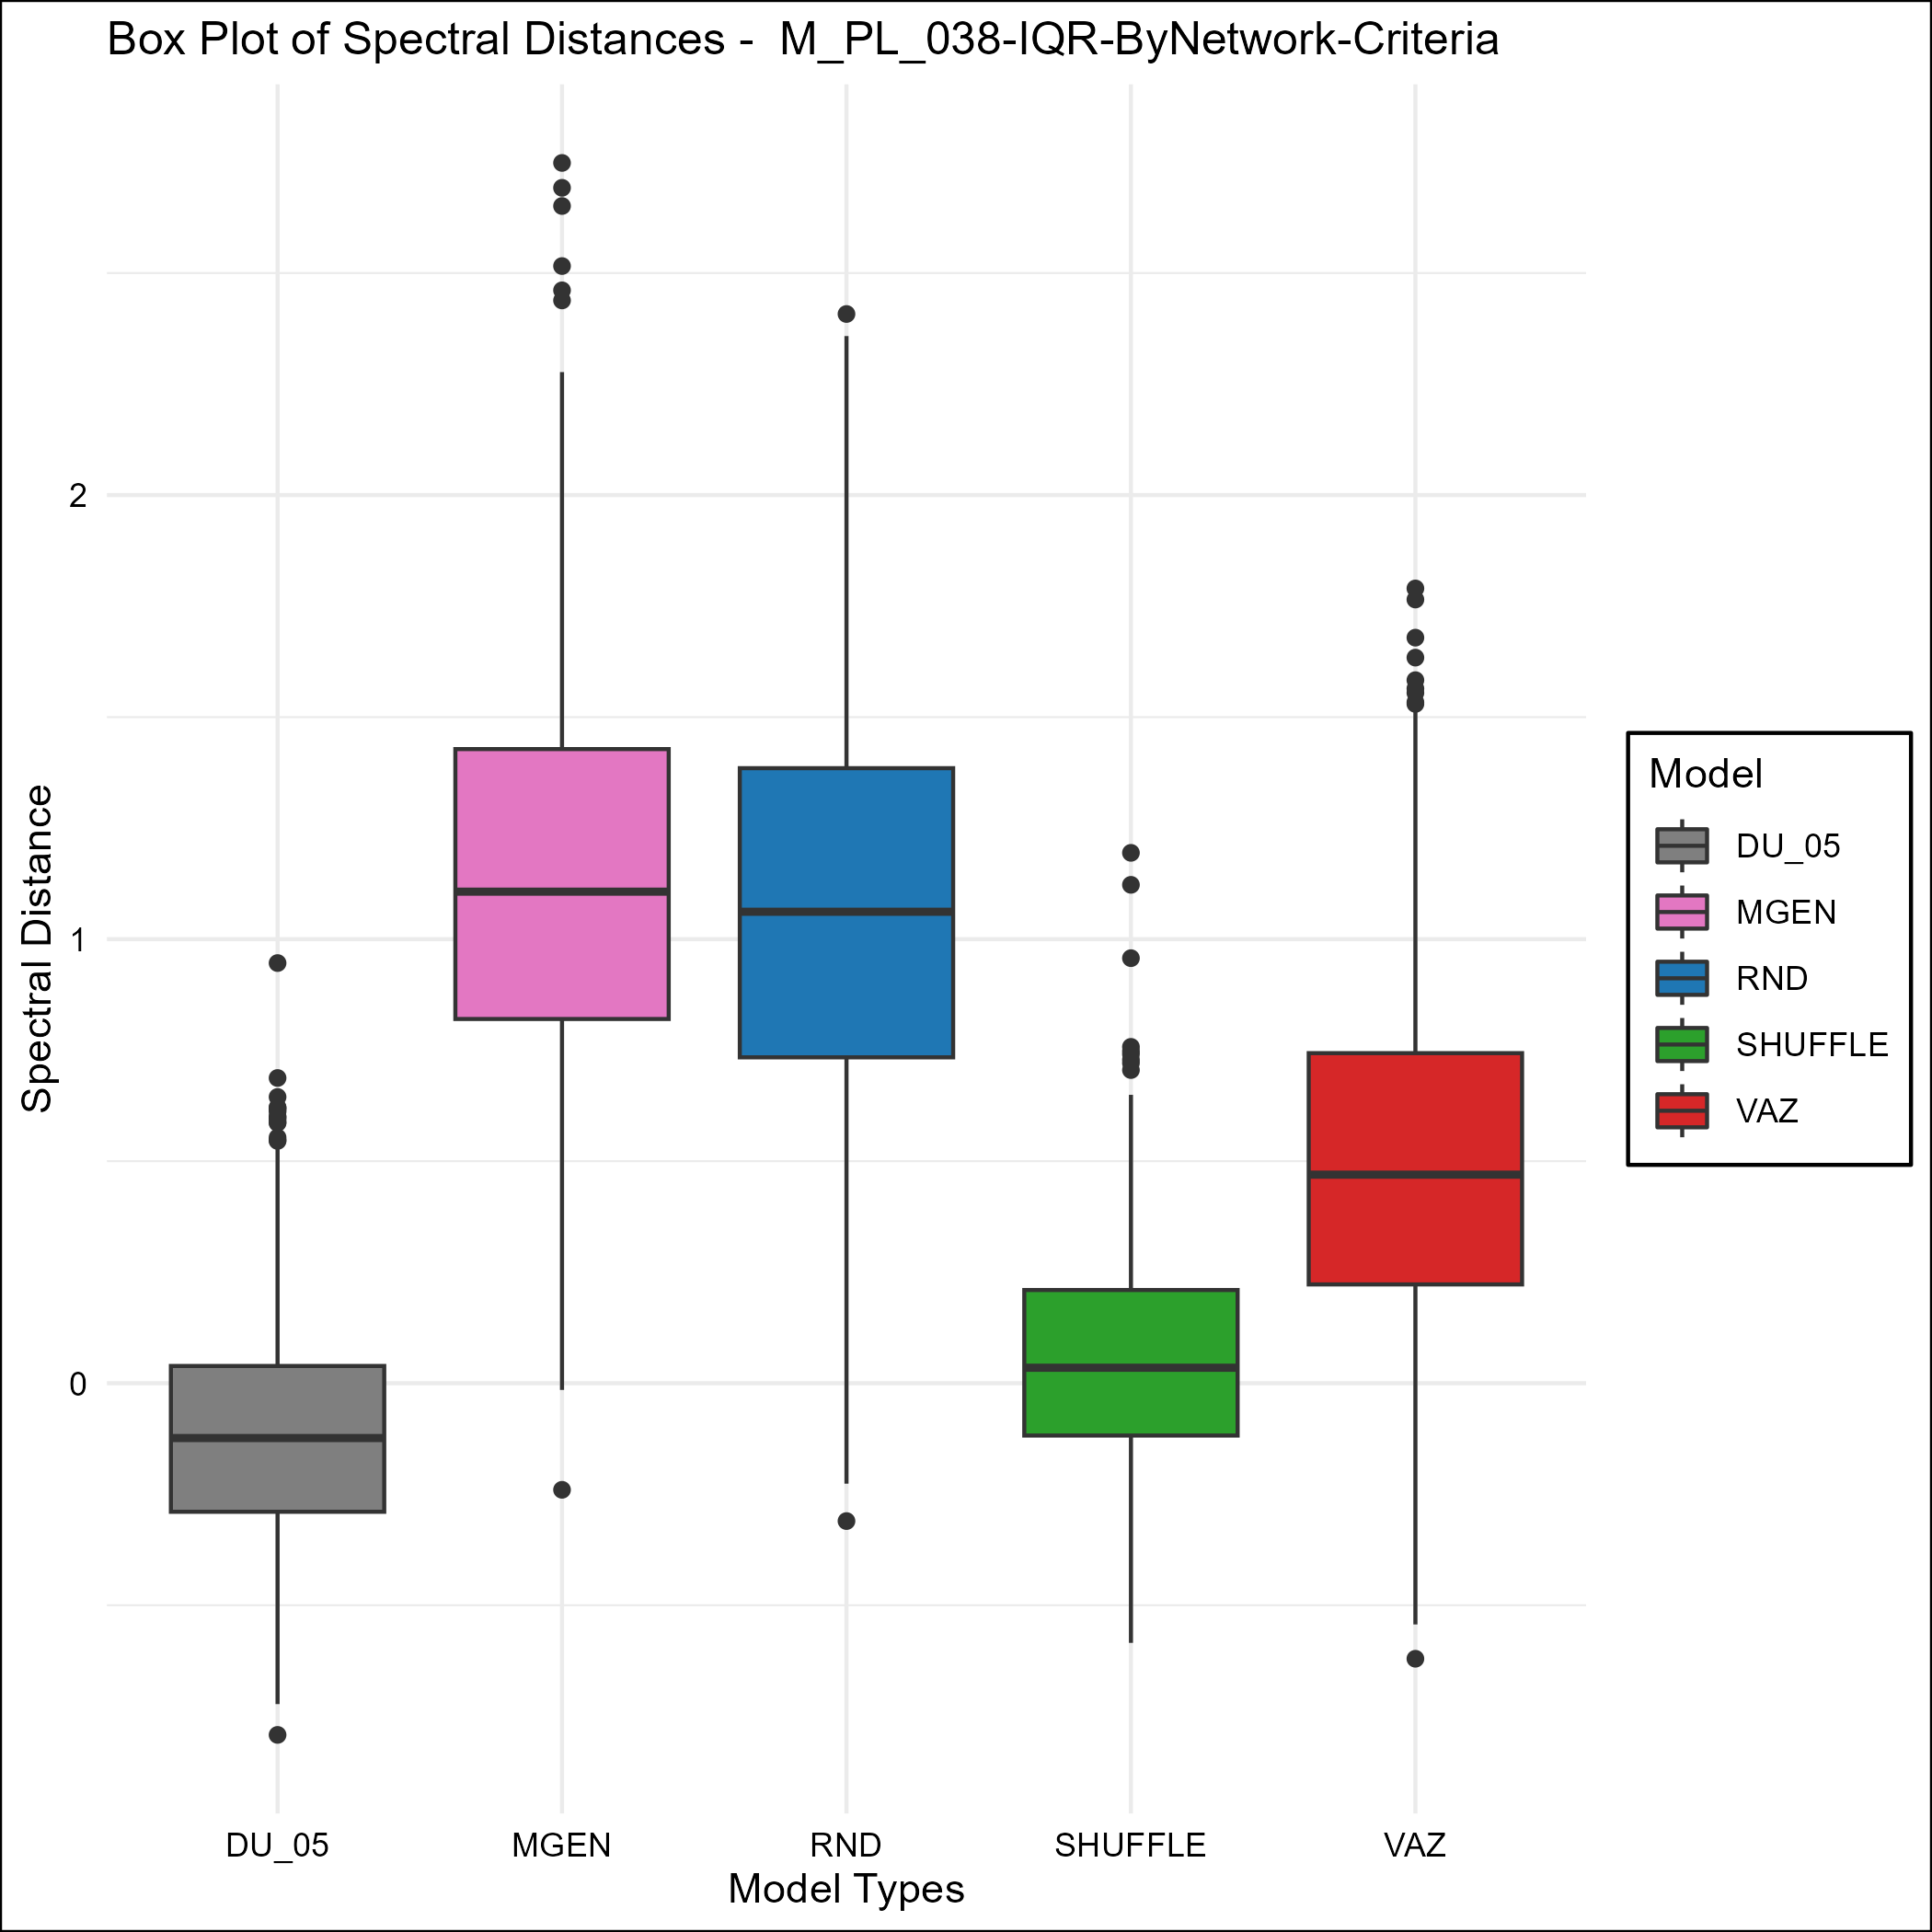 Box Plot of Spectral Distances -  M_PL_038-IQR-ByNetwork-Criteria
Spectral Distance
2
1
0
DU_05
MGEN
RND
SHUFFLE
VAZ
Model Types
Model
DU_05
MGEN
RND
SHUFFLE
VAZ